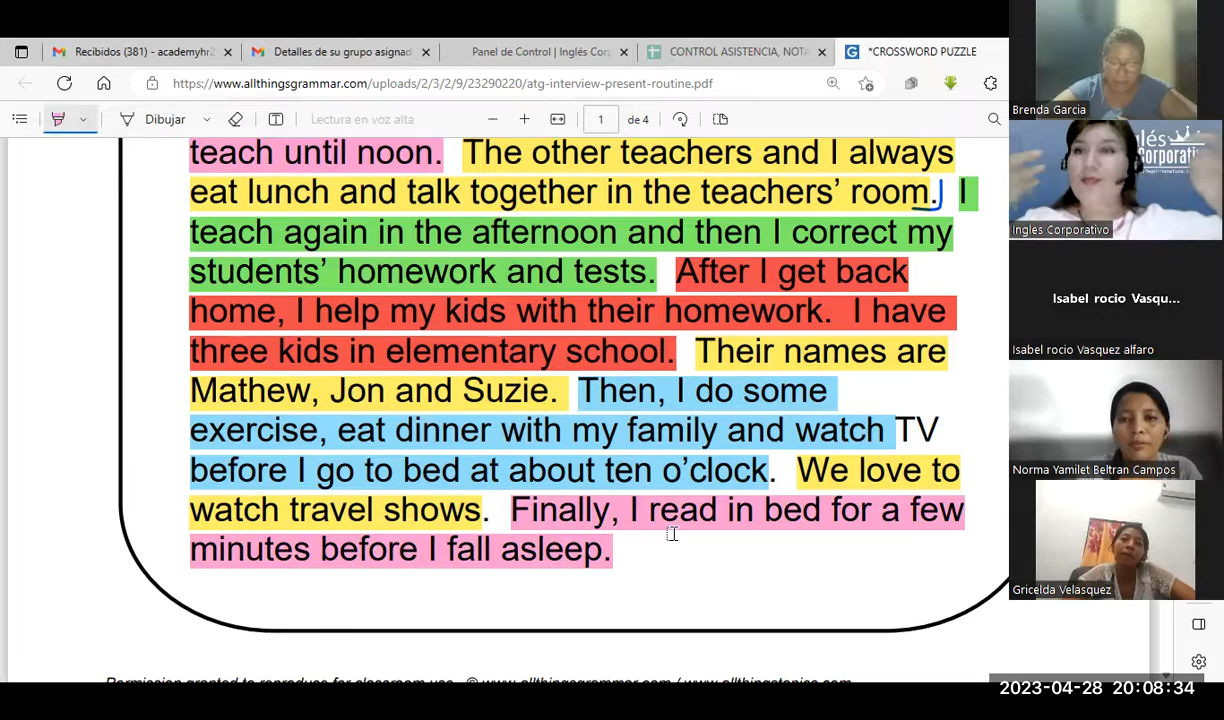 Recibidos (381) - academyhr2
Detalles de su grupo asignad
Panel de Control | Inglés Corp
CONTROL ASISTENCIA, NOTA
*CROSSWORD PUZZLE
https://www.allthingsgrammar.com/uploads/2/3/2/9/23290220/atg-interview-present-routine.pdf
Dibujar
Lectura en voz alta
1
de 4
teach until noon. The other teachers and I always
eat lunch and talk together in the teachers’ room. I
teach again in the afternoon and then I correct my
students’ homework and tests. After I get back
home, I help my kids with their homework. I have
three kids in elementary school. Their names are
Mathew, Jon and Suzie. Then, I do some
exercise, eat dinner with my family and watch TV
before I go to bed at about ten o’clock. We love to
watch travel shows. Finally, I read in bed for a few
minutes before I fall asleep.
Brenda Garcia
Ingles Corporativo
Isabel rocio Vasqu...
Isabel rocio Vasquez alfaro
Norma Yamilet Beltran Campos
Gricelda Velasquez
2023-04-28 20:08:34